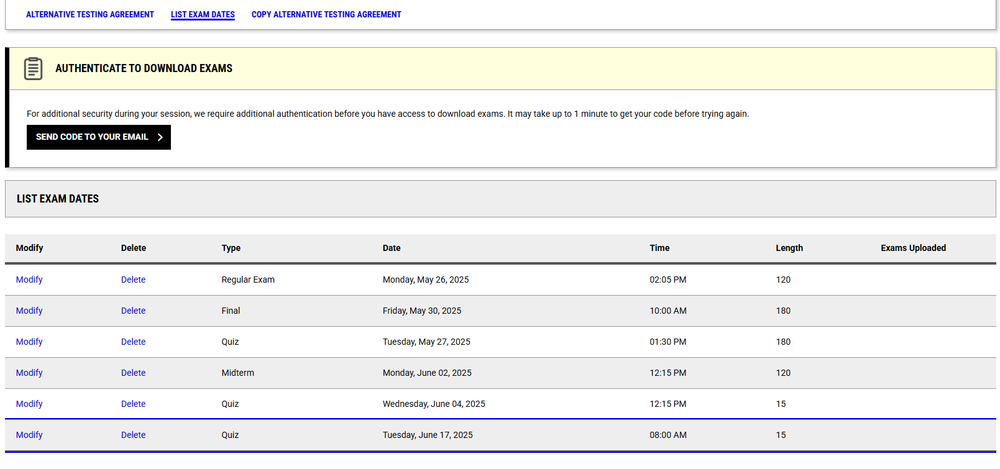 ALTERNATIVE TESTING AGREEMENT LIST EXAM DATES COPY ALTERNATIVE TESTING AGREEMENT
AUTHENTICATE TO DOWNLOAD EXAMS
For additional security during your session, we require additional authentication before you have access to download exams. It may take up to 1 minute to get your code before trying again.
SEND CODE TO YOUR EMAIL
LIST EXAM DATES
Modify Delete Type Date Time Length Exams Uploaded
Modify Delete Regular Exam Monday, May 26, 2025 02:05 PM 120
Modify Delete Final Friday, May 30, 2025 10:00 AM 180
Modify Delete Quiz Tuesday, May 27, 2025 01:30 PM 180
Modify Delete Midterm Monday, June 02, 2025 12:15 PM 120
Modify Delete Quiz Wednesday, June 04, 2025 12:15 PM 15
Modify Delete Quiz Tuesday, June 17, 2025 08:00 AM 15